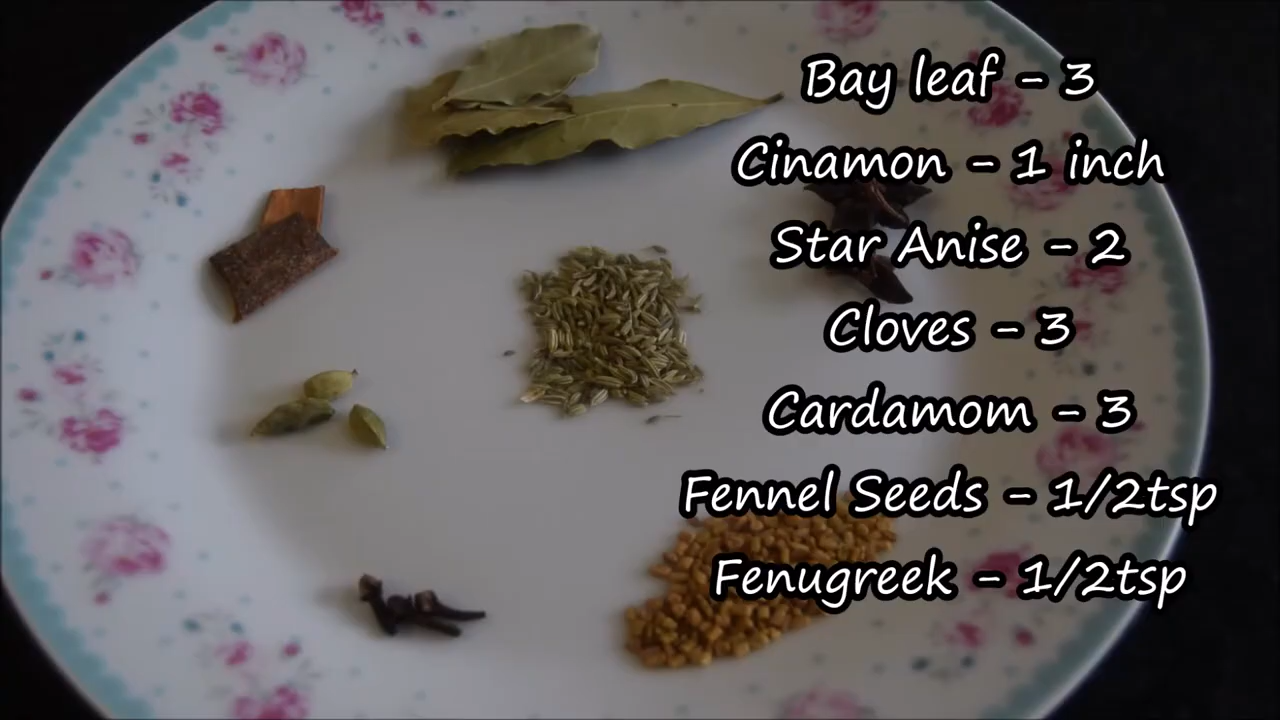 Bay leaf - 3
Cinamon - 1 inch
Star Anise - 2
Cloves - 3
Cardamom - 3
Fennel Seeds - 1/2tsp
Fenugreek - 1/2tsp